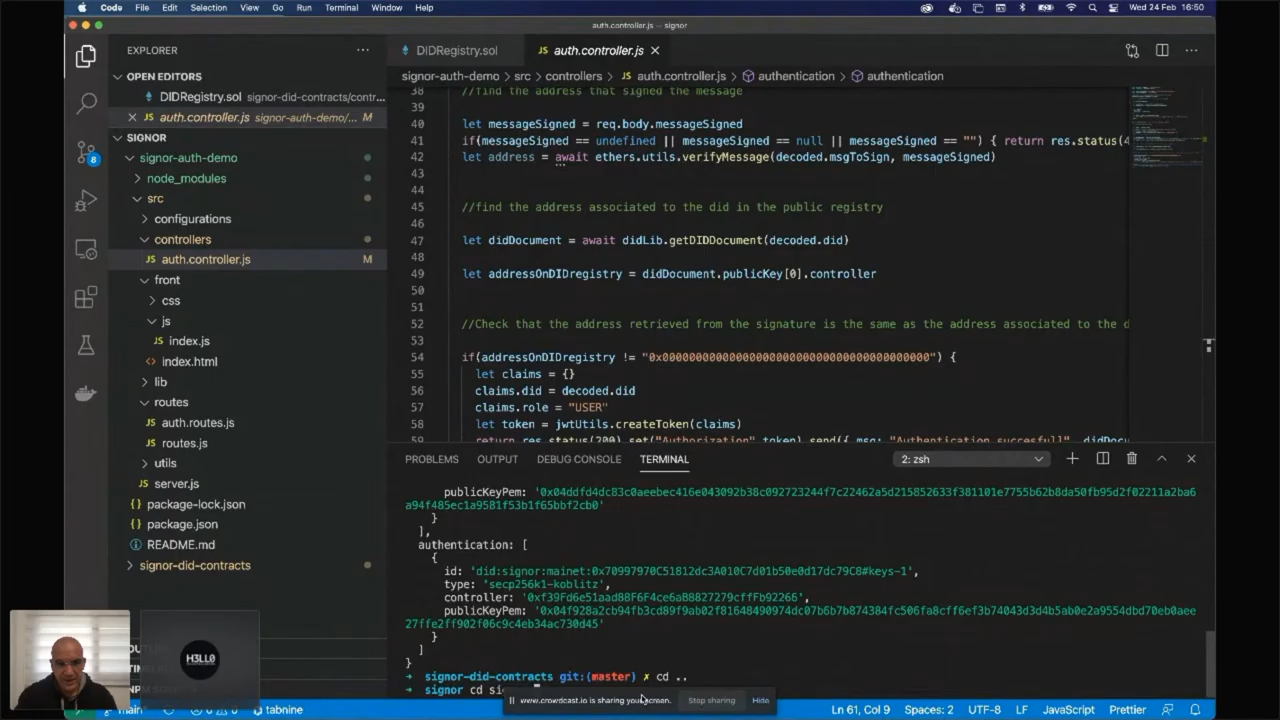 Code File Edit Selection View Go Run Terminal Window Help Wed 24 Feb 16:50
auth.controller.js — signor
EXPLORER
OPEN EDITORS
DIDRegistry.sol signor-did-contracts/contr...
auth.controller.js signor-auth-demo/... M
SIGNOR
signor-auth-demo
node_modules
src
configurations
controllers
auth.controller.js M
front
css
js
JS index.js
index.html
lib
routes
JS auth.routes.js
JS routes.js
utils
JS server.js
package-lock.json
package.json
README.md
signor-did-contracts
8
DIDRegistry.sol
JS auth.controller.js
signor-auth-demo > src > controllers > JS auth.controller.js > authentication > authentication
38 //find the address that signed the message
39
40 let messageSigned = req.body.messageSigned
41 if(messageSigned == undefined || messageSigned == null || messageSigned == "") { return res.status(4
42 let address = await ethers.utils.verifyMessage(decoded.msgToSign, messageSigned)
43
44
45 //find the address associated to the did in the public registry
46
47 let didDocument = await didLib.getDIDDocument(decoded.did)
48
49 let addressOnDIDregistry = didDocument.publicKey[0].controller
50
51
52 //Check that the address retrieved from the signature is the same as the address associated to the d
53
54 if(addressOnDIDregistry != "0x0000000000000000000000000000000000000000") {
55 let claims = {}
56 claims.did = decoded.did
57 claims.role = "USER"
58 let token = jwtUtils.createToken(claims)
59 return res.status(200).set("Authorization", token).send({ msg: "Authentication succesfull", didDocu
PROBLEMS OUTPUT DEBUG CONSOLE TERMINAL 2: zsh
publicKeyPem: '0x04ddfd4dc83c0aeebec416e043092b38c092723244f7c22462a5d215852633f381101e7755b62b8da50fb95d2f02211a2ba6
a94f485ec1a9581f53b1f65bbf2cb0'
}
],
authentication: [
{
id: 'did:signor:mainet:0x70997970C51812dc3A010C7d01b50e0d17dc79C8#keys-1',
type: 'secp256k1-koblitz',
controller: '0xf39Fd6e51aad88F6F4ce6aB8827279cffFb92266',
publicKeyPem: '0x04f928a2cb94fb3cd89f9ab02f81648490974dc07b6b7b874384fc506fa8cff6ef3b74043d3d4b5ab0e2a9554dbd70eb0aee
27ffe2ff902f06c9c4eb34ac730d45'
}
]
}
➜ signor-did-contracts git:(master) ✗ cd ..
➜ signor cd si
www.crowdcast.io is sharing your screen. Stop sharing Hide
H3LL0
main* 0 0 tabnine Ln 61, Col 9 Spaces: 2 UTF-8 LF JavaScript Prettier